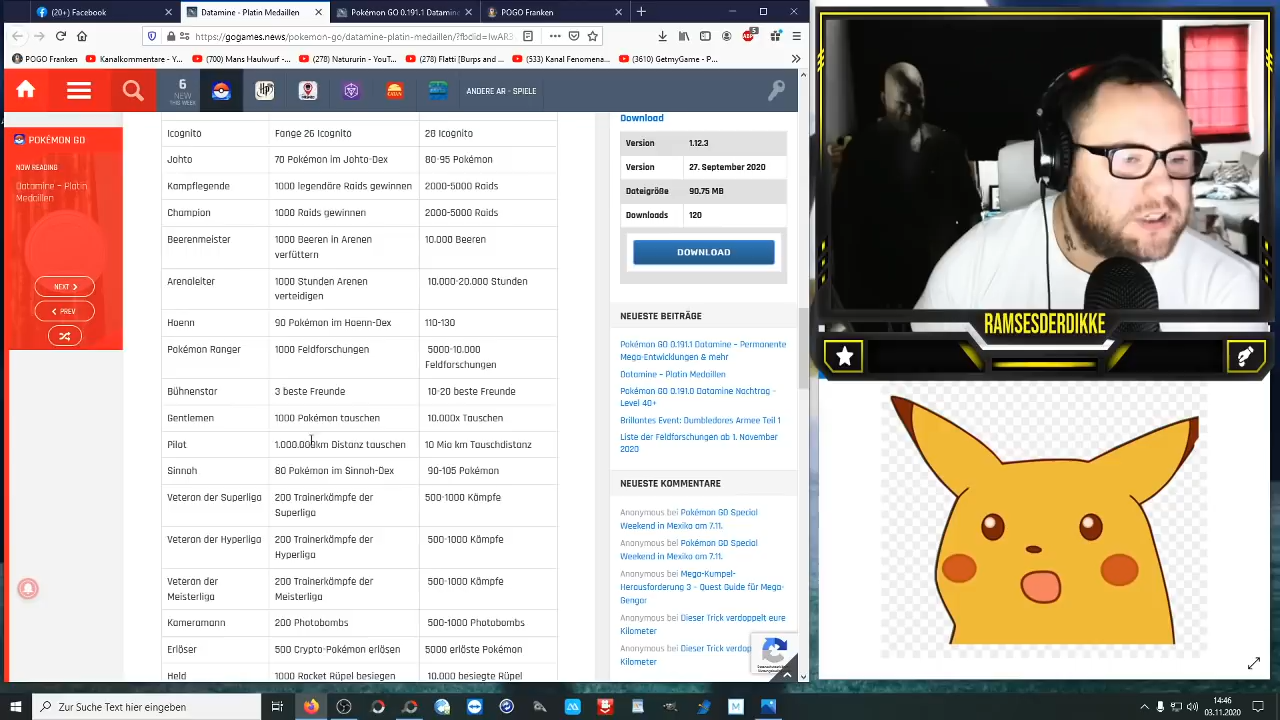 (20+) Facebook
Datamine - Platin Medaillen
Pokémon GO 0.191.1 Datamine
POGO Franken
https://gogames.news/pokemon-go/datamine-platin-medaillen/
POGO Franken
Kanalkommentare - Y...
(700) Mans Haulwurf -...
(278) Natururin - YouT...
(278) Flatti [Burps and ...
(533) Kanal Fenomena...
(3610) GetmyGame - P...
6
NEW
THIS WEEK
ANDERE AR - SPIELE
POKÉMON GO
NOW READING
Datamine – Platin
Medaillen
NEXT
PREV
Icognito Fange 26 Icognito 28 Icognito
Johto 70 Pokémon im Johto-Dex 80-95 Pokémon
Kampflegende 1000 legendäre Raids gewinnen 2000-5000 Raids
Champion 1000 Raids gewinnen 2000-5000 Raids
Beerenmeister 1000 Beeren in Arenen 10.000 Beeren
verfüttern
Arenaleiter 1000 Stunden Arenen 10.000-20.000 Stunden
verteidigen
Hoenn 90 Pokémon im Hoenn-Dex 110-130
Pokémon Ranger Feldforschungen 5000-10.000
Feldforschungen
Bühnenstar 3 beste Freunde 10-20 beste Freunde
Gentlemen 1000 Pokémon tauschen 10.000x Tauschen
Pilot 1.000.000km Distanz tauschen 10 Mio km Tauschdistanz
Sinnoh 80 Pokémon im Sinnoh-Dex 90-105 Pokémon
Veteran der Superliga 200 Trainerkämpfe der 500-1000 Kämpfe
Superliga
Veteran der Hyperliga 200 Trainerkämpfe der 500-1000 Kämpfe
Hyperliga
Veteran der 200 Trainerkämpfe der 500-1000 Kämpfe
Meisterliga Meisterliga
Kameramann 200 Photobombs 500-1000 Photobombs
Erlöser 500 Crypto-Pokémon erlösen 5000 erlöste Pokémon
Held 1000 besiegte Rüpel
Download
Version 1.12.3
Version 27. September 2020
Dateigröße 90.75 MB
Downloads 120
DOWNLOAD
NEUESTE BEITRÄGE
Pokémon GO 0.191.1 Datamine – Permanente
Mega-Entwicklungen & mehr
Datamine – Platin Medaillen
Pokémon GO 0.191.0 Datamine Nachtrag –
Level 40+
Brillantes Event: Dumbledores Armee Teil 1
Liste der Feldforschungen ab 1. November
2020
NEUESTE KOMMENTARE
Anonymous bei Pokémon GO Special
Weekend in Mexiko am 7.11.
Anonymous bei Pokémon GO Special
Weekend in Mexiko am 7.11.
Anonymous bei Mega-Kumpel-
Herausforderung 3 - Quest Guide für Mega-
Gengar
Anonymous bei Dieser Trick verdoppelt eure
Kilometer
Anonymous bei Dieser Trick
Kilometer
RAMSESDERDIKKE
Zur Suche Text hier eingeben
14:46
03.11.2020